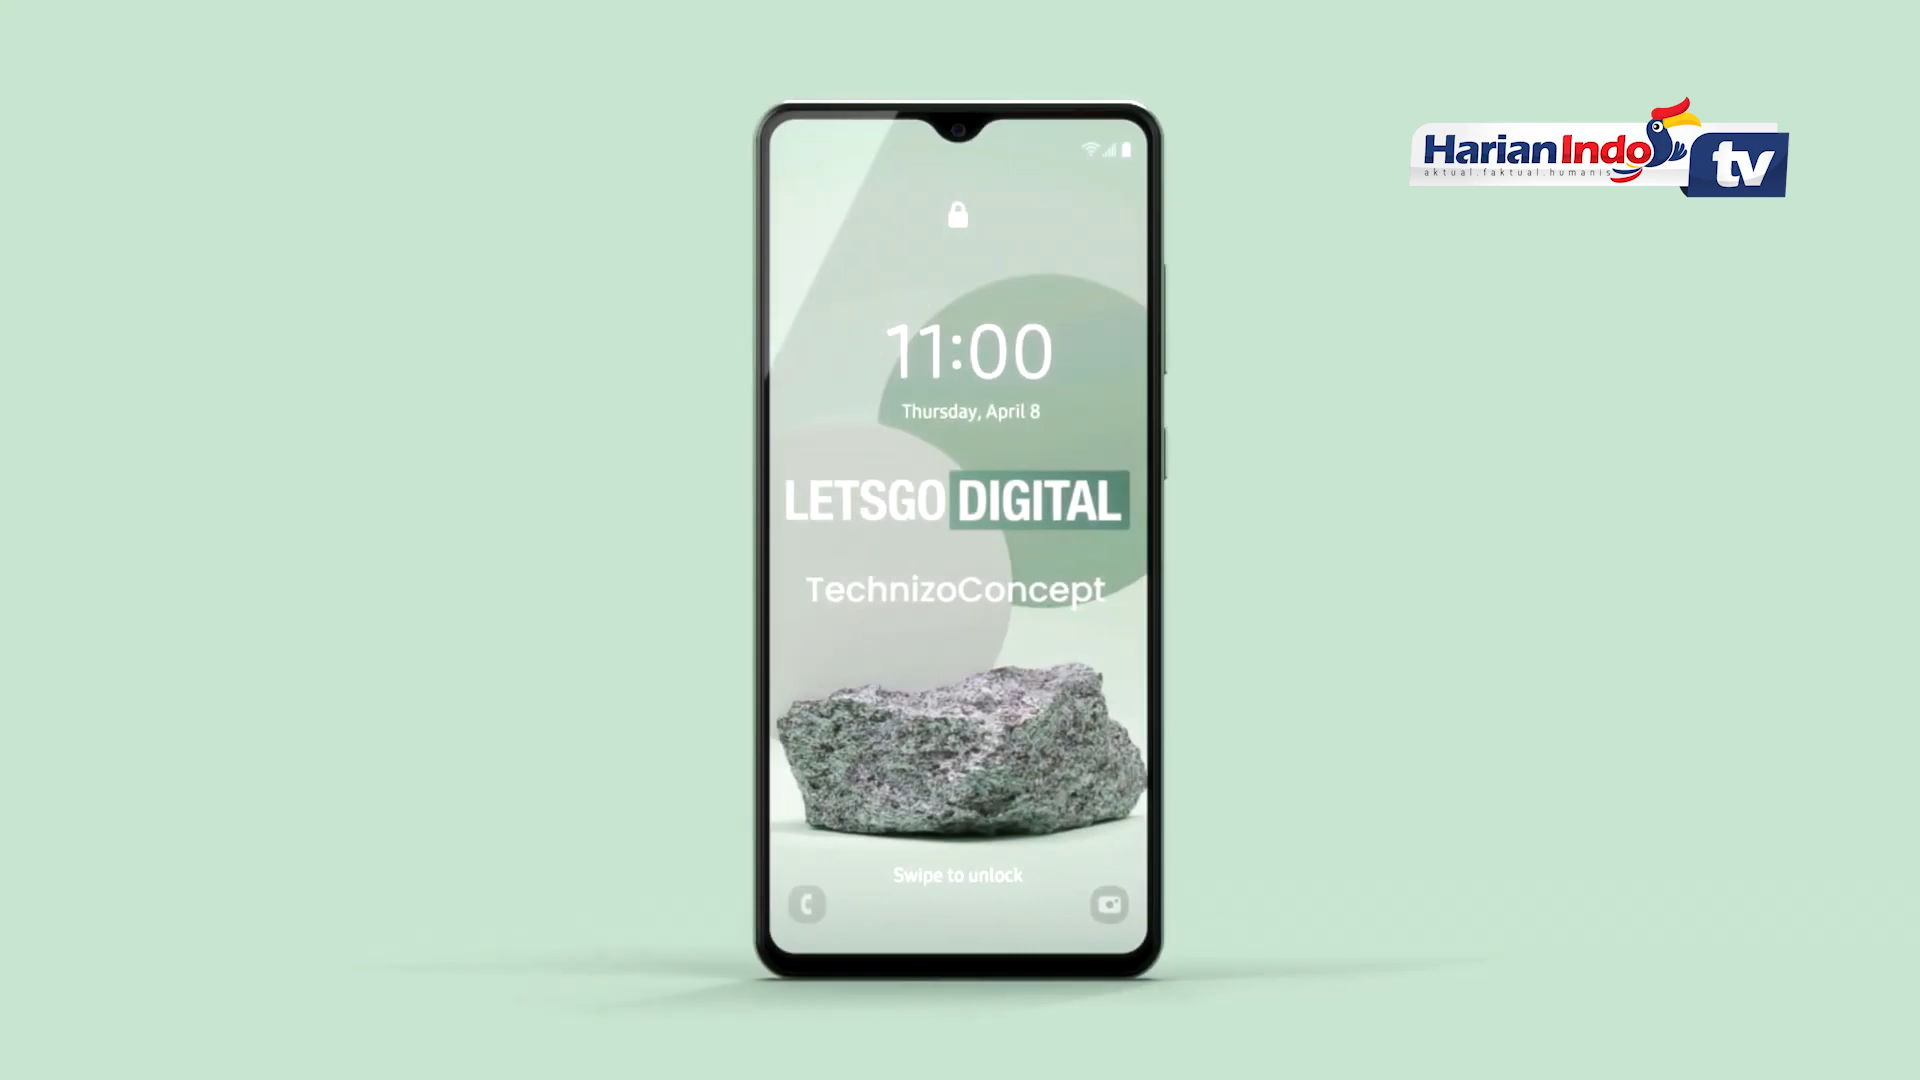 HarianIndo tv
aktual.faktual.humanis
11:00
Thursday, April 8
LETSGO DIGITAL
TechnizoConcept
Swipe to unlock